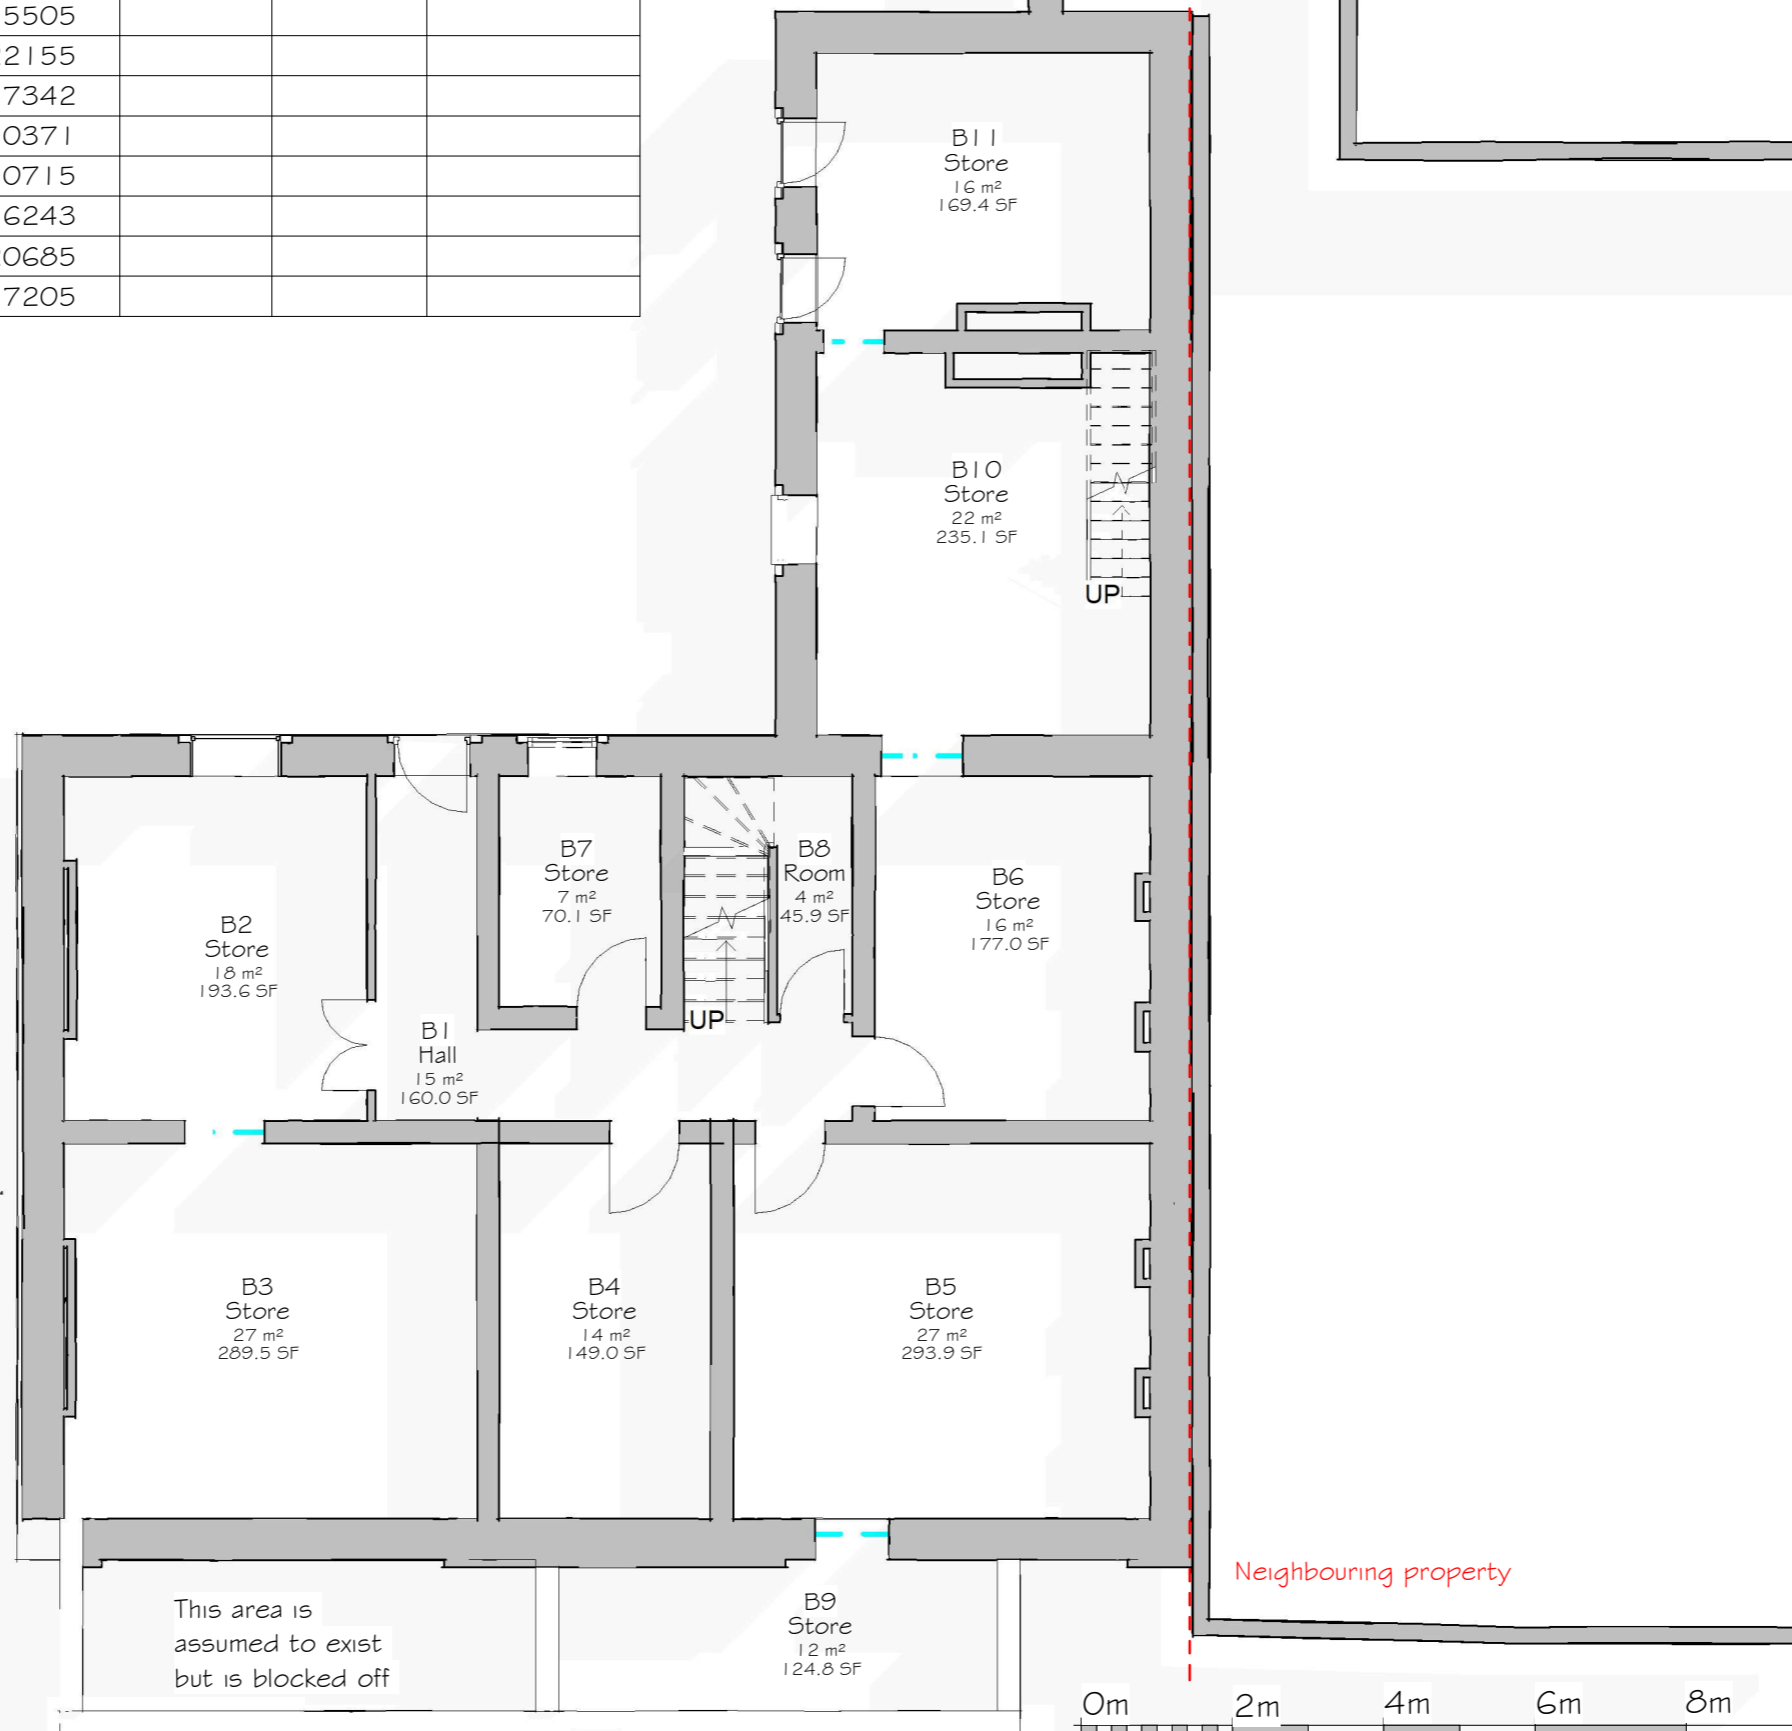 5505
2155
7342
0371
0715
6243
0685
7205
B11
Store
16 m²
169.4 SF
B10
Store
22 m²
235.1 SF
UP
B7
Store
7 m²
70.1 SF
B8
Room
4 m²
45.9 SF
B6
Store
16 m²
177.0 SF
B2
Store
18 m²
193.6 SF
UP
B1
Hall
15 m²
160.0 SF
B3
Store
27 m²
289.5 SF
B4
Store
14 m²
149.0 SF
B5
Store
27 m²
293.9 SF
Neighbouring property
This area is
assumed to exist
but is blocked off
B9
Store
12 m²
124.8 SF
0m 2m 4m 6m 8m